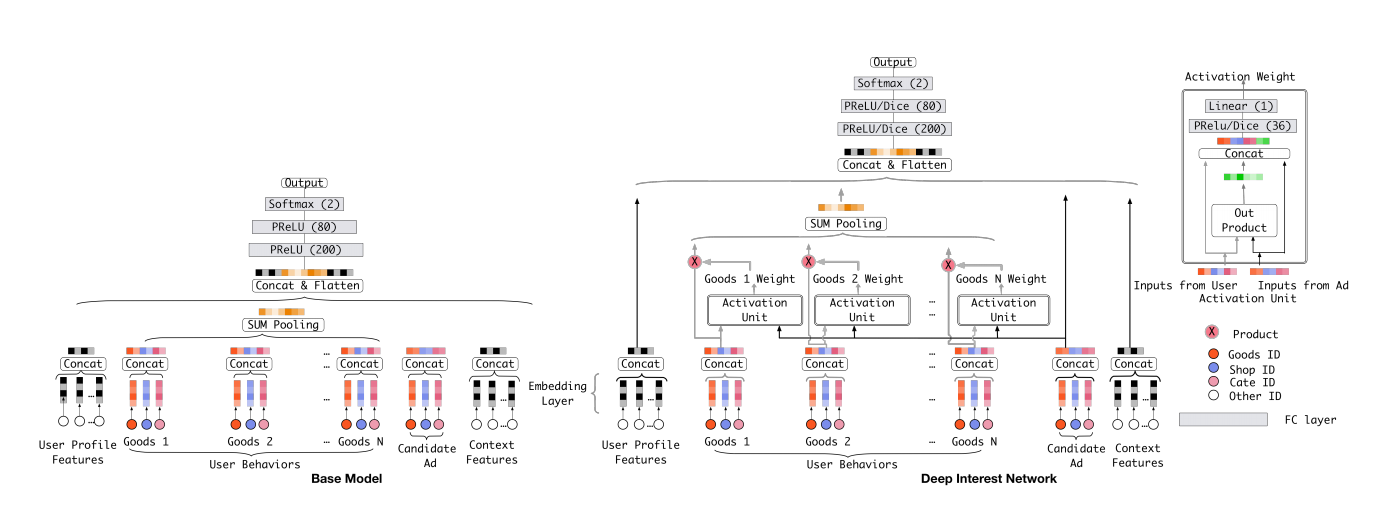 Output
Softmax (2)
PReLU (80)
PReLU (200)
Concat & Flatten
SUM Pooling
Concat
Concat
Concat
...
...
Concat
Concat
Concat
...
...
...
User Profile
Features
Goods 1
Goods 2
...
Goods N
Candidate
Ad
Context
Features
User Behaviors
Base Model
Embedding
Layer
Output
Softmax (2)
PReLU/Dice (80)
PReLU/Dice (200)
Concat & Flatten
SUM Pooling
X
X
X
Goods 1 Weight
Goods 2 Weight
Goods N Weight
Activation
Unit
Activation
Unit
...
...
Activation
Unit
Concat
Concat
Concat
...
...
Concat
Concat
Concat
...
...
...
User Profile
Features
Goods 1
Goods 2
...
Goods N
Candidate
Ad
Context
Features
User Behaviors
Deep Interest Network
Activation Weight
Linear (1)
PRelu/Dice (36)
Concat
Out
Product
Inputs from User
Inputs from Ad
Activation Unit
X
Product
Goods ID
Shop ID
Cate ID
Other ID
FC layer